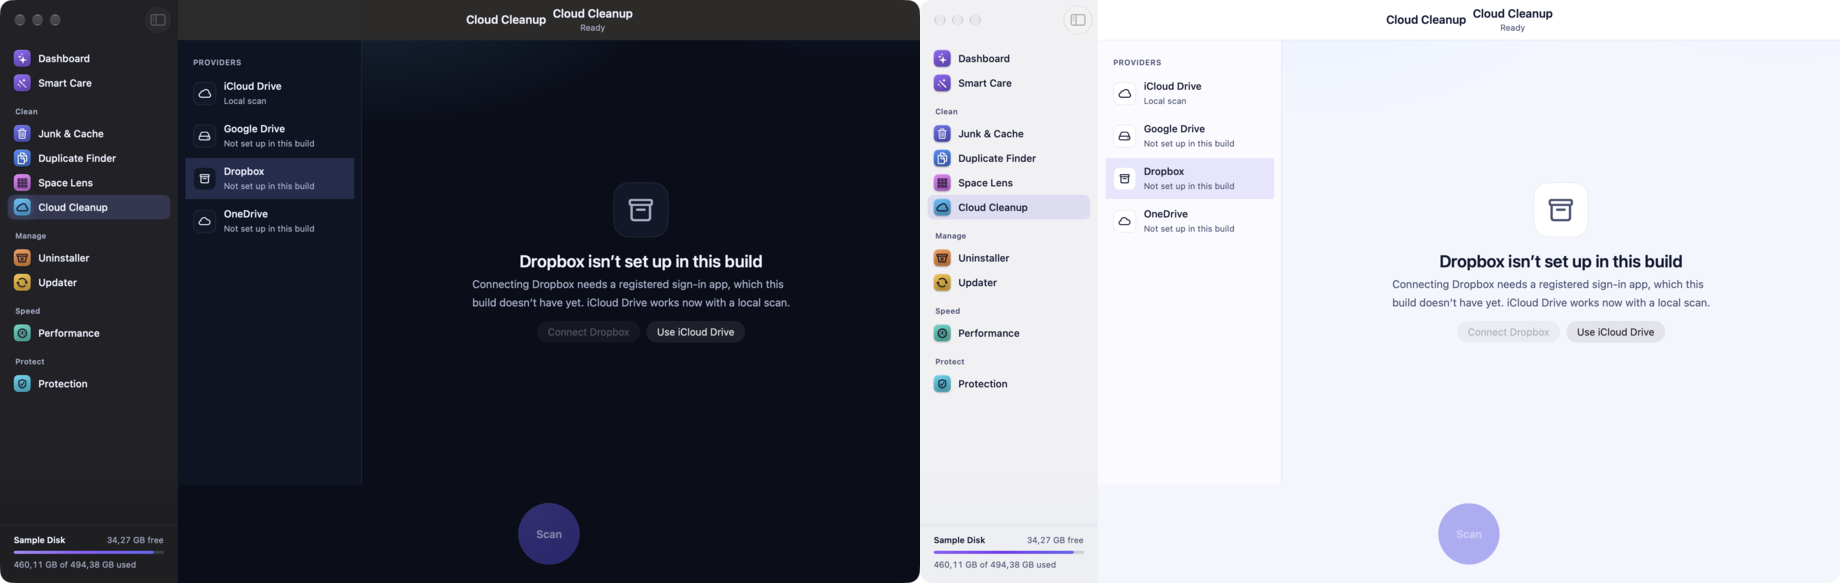 Cloud Cleanup
Cloud Cleanup
Ready
Dashboard
Smart Care
Clean
Junk & Cache
Duplicate Finder
Space Lens
Cloud Cleanup
Manage
Uninstaller
Updater
Speed
Performance
Protect
Protection
Sample Disk 34,27 GB free
460,11 GB of 494,38 GB used
PROVIDERS
iCloud Drive
Local scan
Google Drive
Not set up in this build
Dropbox
Not set up in this build
OneDrive
Not set up in this build
Dropbox isn’t set up in this build
Connecting Dropbox needs a registered sign-in app, which this
build doesn’t have yet. iCloud Drive works now with a local scan.
Connect Dropbox Use iCloud Drive
Scan
Cloud Cleanup
Cloud Cleanup
Ready
Dashboard
Smart Care
Clean
Junk & Cache
Duplicate Finder
Space Lens
Cloud Cleanup
Manage
Uninstaller
Updater
Speed
Performance
Protect
Protection
Sample Disk 34,27 GB free
460,11 GB of 494,38 GB used
PROVIDERS
iCloud Drive
Local scan
Google Drive
Not set up in this build
Dropbox
Not set up in this build
OneDrive
Not set up in this build
Dropbox isn’t set up in this build
Connecting Dropbox needs a registered sign-in app, which this
build doesn’t have yet. iCloud Drive works now with a local scan.
Connect Dropbox Use iCloud Drive
Scan